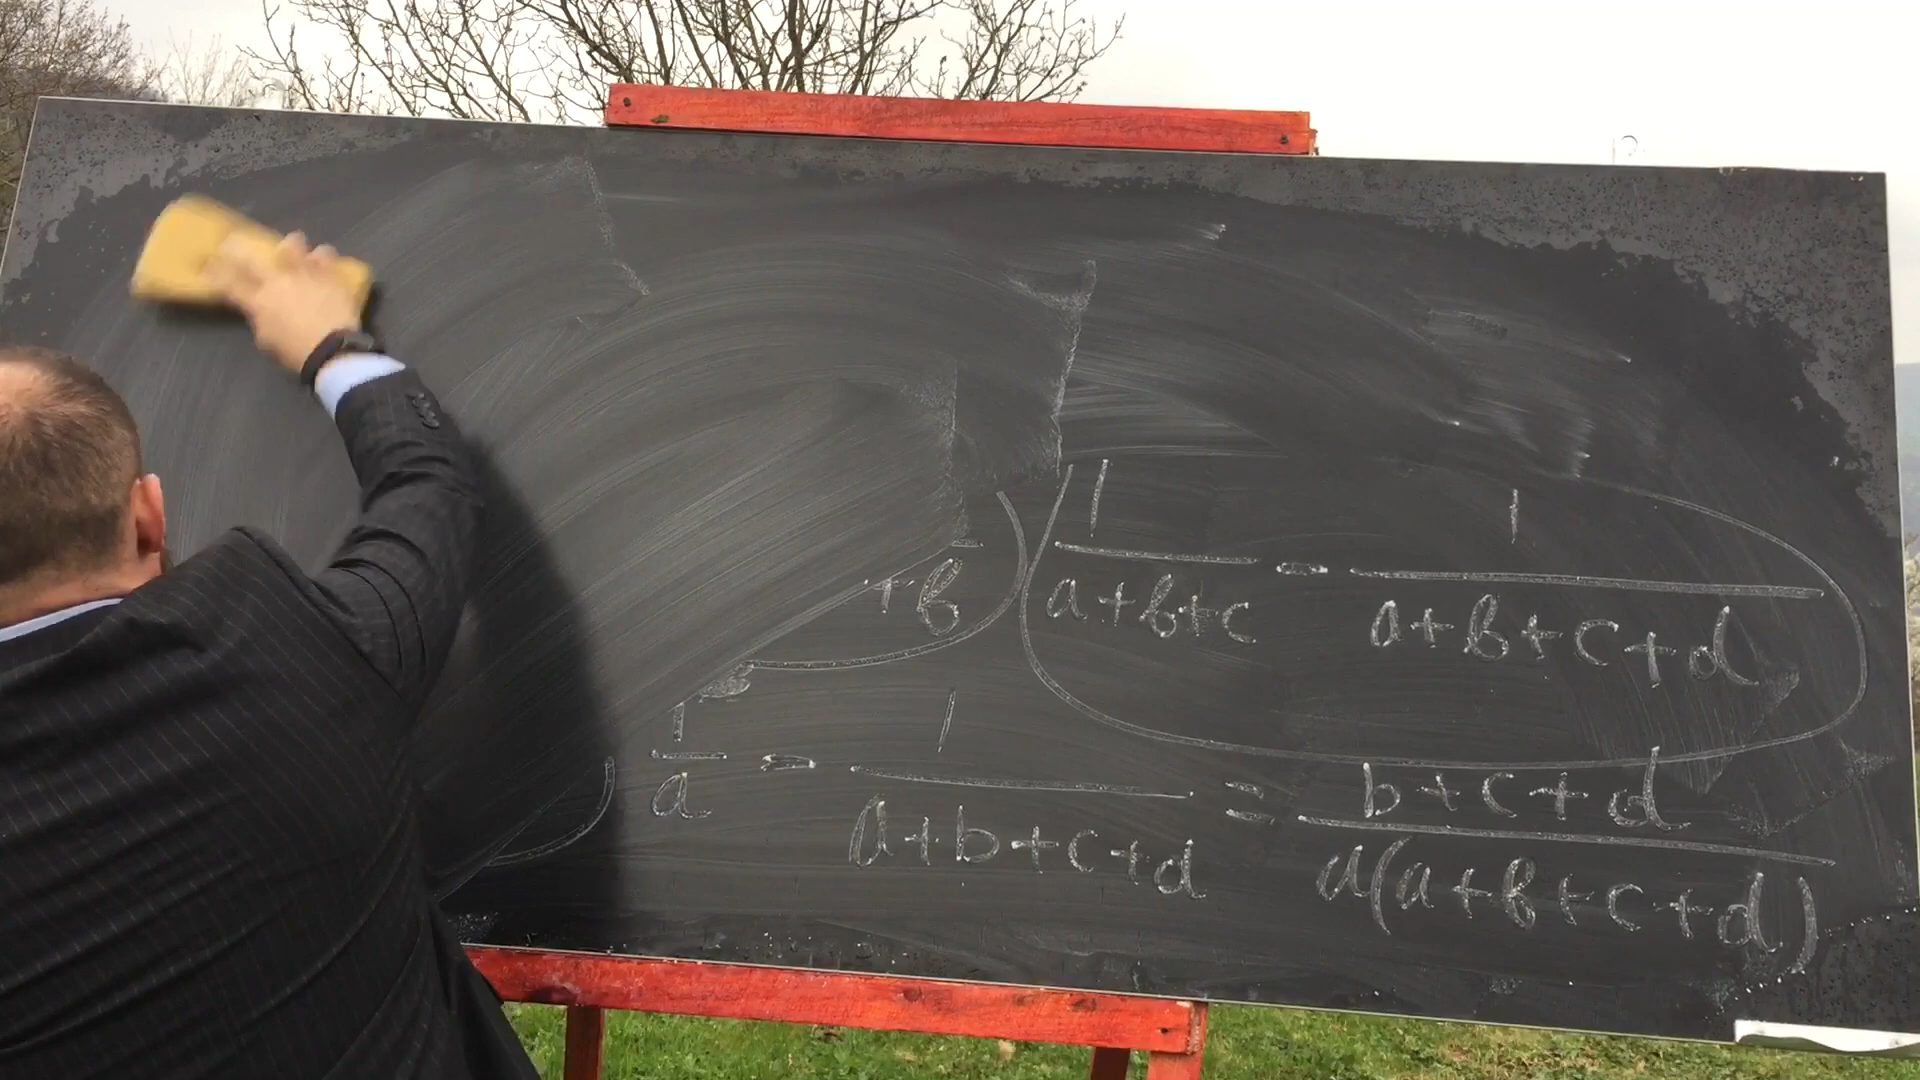 +b
1/(a+b+c) - 1/(a+b+c+d)
1/a - 1/(a+b+c+d) = (b+c+d)/(a(a+b+c+d))